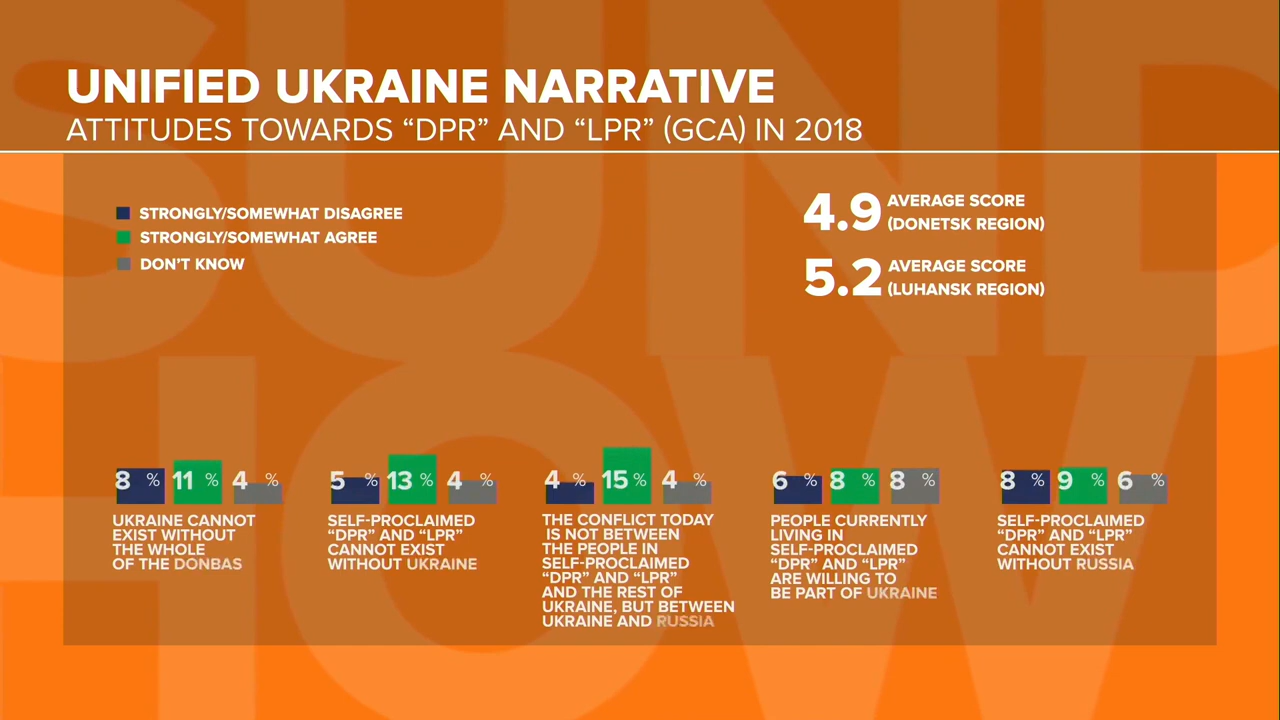 UNIFIED UKRAINE NARRATIVE
ATTITUDES TOWARDS “DPR” AND “LPR” (GCA) IN 2018
STRONGLY/SOMEWHAT DISAGREE
STRONGLY/SOMEWHAT AGREE
DON’T KNOW
4.9 AVERAGE SCORE
(DONETSK REGION)
5.2 AVERAGE SCORE
(LUHANSK REGION)
8 % 11 % 4 %
UKRAINE CANNOT
EXIST WITHOUT
THE WHOLE
OF THE DONBAS
5 % 13 % 4 %
SELF-PROCLAIMED
“DPR” AND “LPR”
CANNOT EXIST
WITHOUT UKRAINE
4 % 15 % 4 %
THE CONFLICT TODAY
IS NOT BETWEEN
THE PEOPLE IN
SELF-PROCLAIMED
“DPR” AND “LPR”
AND THE REST OF
UKRAINE, BUT BETWEEN
UKRAINE AND RUSSIA
6 % 8 % 8 %
PEOPLE CURRENTLY
LIVING IN
SELF-PROCLAIMED
“DPR” AND “LPR”
ARE WILLING TO
BE PART OF UKRAINE
8 % 9 % 6 %
SELF-PROCLAIMED
“DPR” AND “LPR”
CANNOT EXIST
WITHOUT RUSSIA